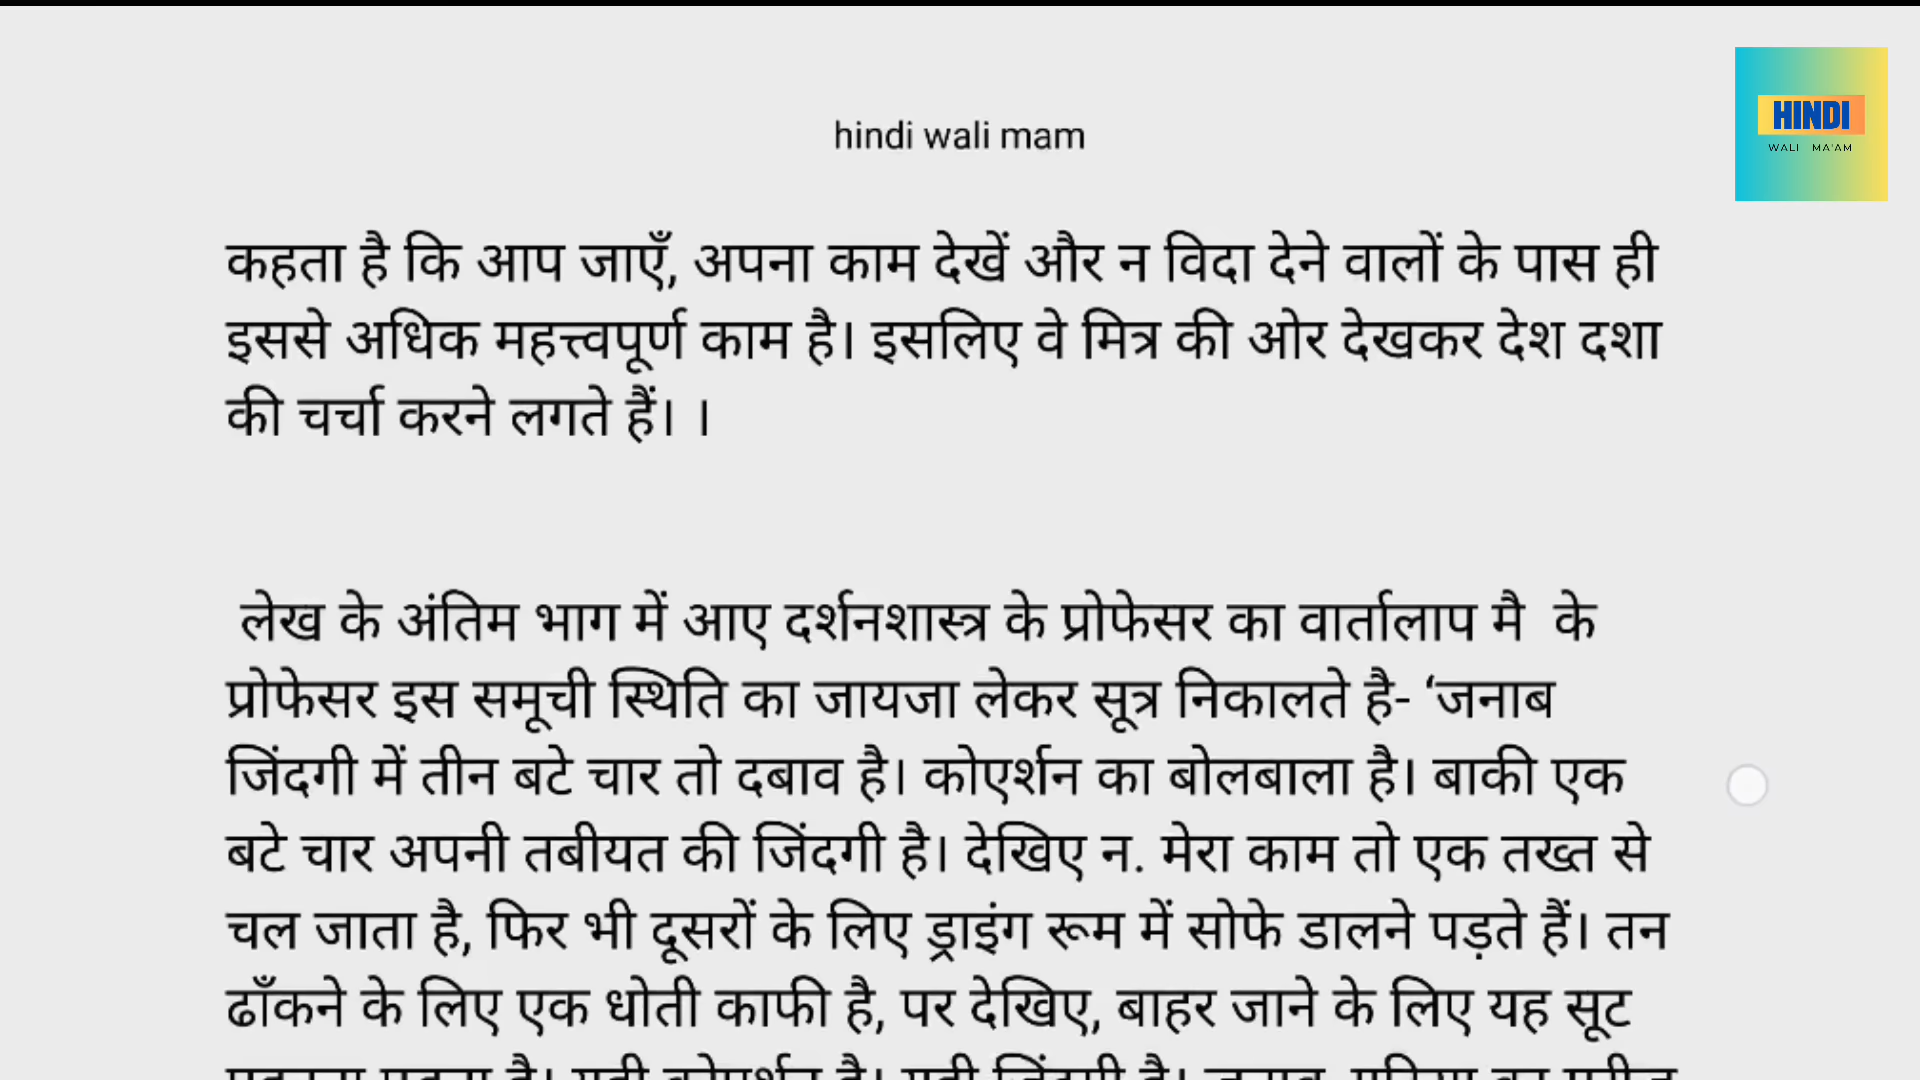 hindi wali mam
HINDI
WALI MA'AM
कहता है कि आप जाएँ, अपना काम देखें और न विदा देने वालों के पास ही
इससे अधिक महत्त्वपूर्ण काम है। इसलिए वे मित्र की ओर देखकर देश दशा
की चर्चा करने लगते हैं। ।
लेख के अंतिम भाग में आए दर्शनशास्त्र के प्रोफेसर का वार्तालाप मै के
प्रोफेसर इस समूची स्थिति का जायजा लेकर सूत्र निकालते है- ‘जनाब
जिंदगी में तीन बटे चार तो दबाव है। कोएर्शन का बोलबाला है। बाकी एक
बटे चार अपनी तबीयत की जिंदगी है। देखिए न. मेरा काम तो एक तख्त से
चल जाता है, फिर भी दूसरों के लिए ड्राइंग रूम में सोफे डालने पड़ते हैं। तन
ढाँकने के लिए एक धोती काफी है, पर देखिए, बाहर जाने के लिए यह सूट